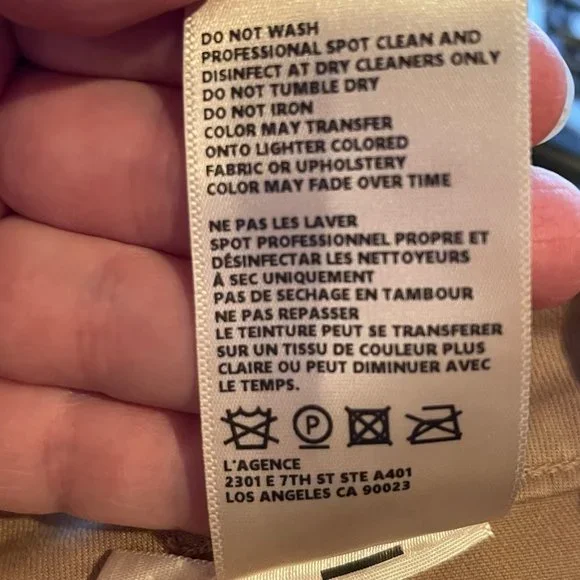 DO NOT WASH
PROFESSIONAL SPOT CLEAN AND
DISINFECT AT DRY CLEANERS ONLY
DO NOT TUMBLE DRY
DO NOT IRON
COLOR MAY TRANSFER
ONTO LIGHTER COLORED
FABRIC OR UPHOLSTERY
COLOR MAY FADE OVER TIME
NE PAS LES LAVER
SPOT PROFESSIONNEL PROPRE ET
DÉSINFECTAR LES NETTOYEURS
À SEC UNIQUEMENT
PAS DE SECHAGE EN TAMBOUR
NE PAS REPASSER
LE TEINTURE PEUT SE TRANSFERER
SUR UN TISSU DE COULEUR PLUS
CLAIRE OU PEUT DIMINUER AVEC
LE TEMPS.
P
L'AGENCE
2301 E 7TH ST STE A401
LOS ANGELES CA 90023